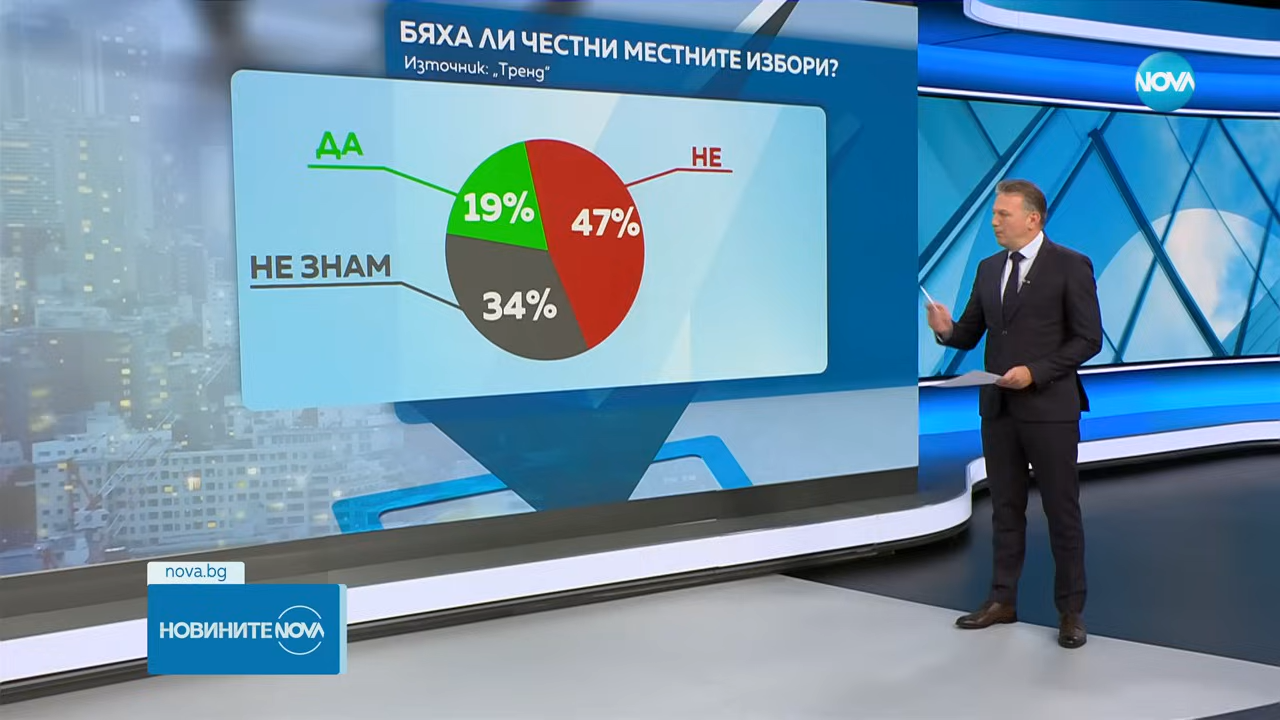 БЯХА ЛИ ЧЕСТНИ МЕСТНИТЕ ИЗБОРИ?
Източник: „Тренд“
NOVA
ДА
НЕ
19%
47%
НЕ ЗНАМ
34%
nova.bg
НОВИНИТЕ NOVA